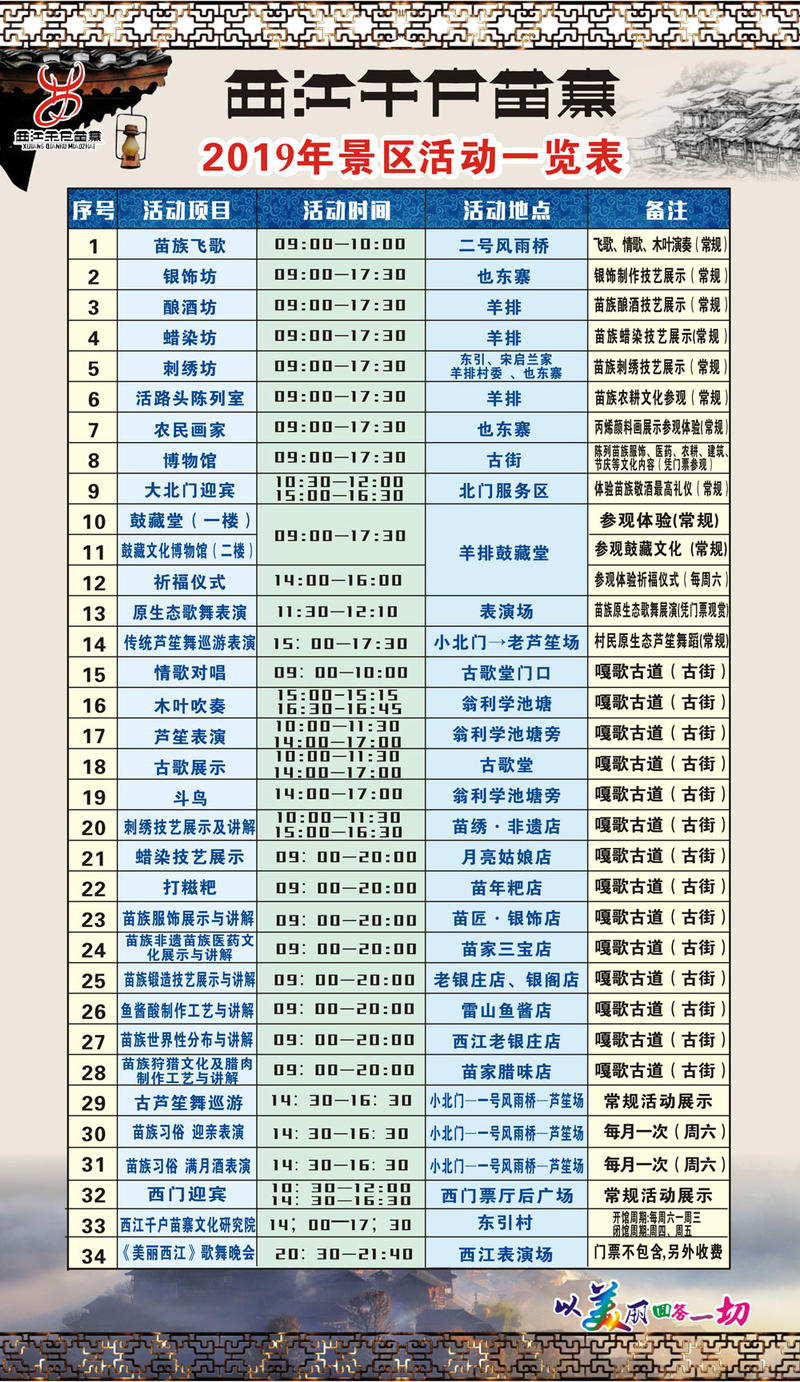 西江千户苗寨
XIJIANG QIANHU MIAOZHAI
西江千户苗寨
2019年景区活动一览表
序号 活动项目 活动时间 活动地点 备注
1 苗族飞歌 09:00—10:00 二号风雨桥 飞歌、情歌、木叶演奏（常规）
2 银饰坊 09:00—17:30 也东寨 银饰制作技艺展示（常规）
3 酿酒坊 09:00—17:30 羊排 苗族酿酒技艺展示（常规）
4 蜡染坊 09:00—17:30 羊排 苗族蜡染技艺展示(常规)
5 刺绣坊 09:00—17:30 东引、宋启兰家 羊排村委 、也东寨 苗族刺绣技艺展示（常规）
6 活路头陈列室 09:00—17:30 羊排 苗族农耕文化参观（常规）
7 农民画家 09:00—17:30 也东寨 丙烯颜料画展示参观体验(常规)
8 博物馆 09:00—17:30 古街 陈列苗族服饰、医药、农耕、建筑、
节庆等文化内容（凭门票参观）
9 大北门迎宾 10:30—12:00
15:00—16:30 北门服务区 体验苗族敬酒最高礼仪（常规）
10 鼓藏堂（一楼） 09:00—17:30 羊排鼓藏堂 参观体验(常规)
11 鼓藏文化博物馆（二楼） 参观鼓藏文化 (常规)
12 祈福仪式 14:00—16:00 参观体验祈福仪式（每周六）
13 原生态歌舞表演 11:30—12:10 表演场 苗族原生态歌舞展演(凭门票观赏)
14 传统芦笙舞巡游表演 15: 00—17:30 小北门→老芦笙场 村民原生态芦笙舞蹈(常规)
15 情歌对唱 09: 00—10:00 古歌堂门口 嘎歌古道（古街）
16 木叶吹奏 15:00-15:15
16:30-16:45 翁利学池塘 嘎歌古道（古街）
17 芦笙表演 10:00—11:30
14:00—17:00 翁利学池塘旁 嘎歌古道（古街）
18 古歌展示 10:00—11:30
14:00—17:00 古歌堂 嘎歌古道（古街）
19 斗鸟 14:00—17:00 翁利学池塘旁 嘎歌古道（古街）
20 刺绣技艺展示及讲解 10:00—11:30
15:00—16:30 苗绣·非遗店 嘎歌古道（古街）
21 蜡染技艺展示 09: 00—20:00 月亮姑娘店 嘎歌古道（古街）
22 打糍粑 09: 00—20:00 苗年粑店 嘎歌古道（古街）
23 苗族服饰展示与讲解 09: 00—20:00 苗匠·银饰店 嘎歌古道（古街）
24 苗族非遗苗族医药文
化展示与讲解 09: 00—20:00 苗家三宝店 嘎歌古道（古街）
25 苗族锻造技艺展示与讲解 09: 00—20:00 老银庄店、银阁店 嘎歌古道（古街）
26 鱼酱酸制作工艺与讲解 09: 00—20:00 雷山鱼酱店 嘎歌古道（古街）
27 苗族世界性分布与讲解 09: 00—20:00 西江老银庄店 嘎歌古道（古街）
28 苗族狩猎文化及腊肉
制作工艺与讲解 09: 00—20:00 苗家腊味店 嘎歌古道（古街）
29 古芦笙舞巡游 14: 30—16: 30 小北门—一号风雨桥—芦笙场 常规活动展示
30 苗族习俗 迎亲表演 14: 30—16: 30 小北门—一号风雨桥—芦笙场 每月一次（周六）
31 苗族习俗 满月酒表演 14: 30—16: 30 小北门—一号风雨桥—芦笙场 每月一次（周六）
32 西门迎宾 10: 30—12:00
14: 30—16:30 西门票厅后广场 常规活动展示
33 西江千户苗寨文化研究院 14; 00—17; 30 东引村 开馆周期:每周六—周三
闭馆周期:周四、周五
34 《美丽西江》歌舞晚会 20: 30—21:40 西江表演场 门票不包含,另外收费
以美丽回答一切